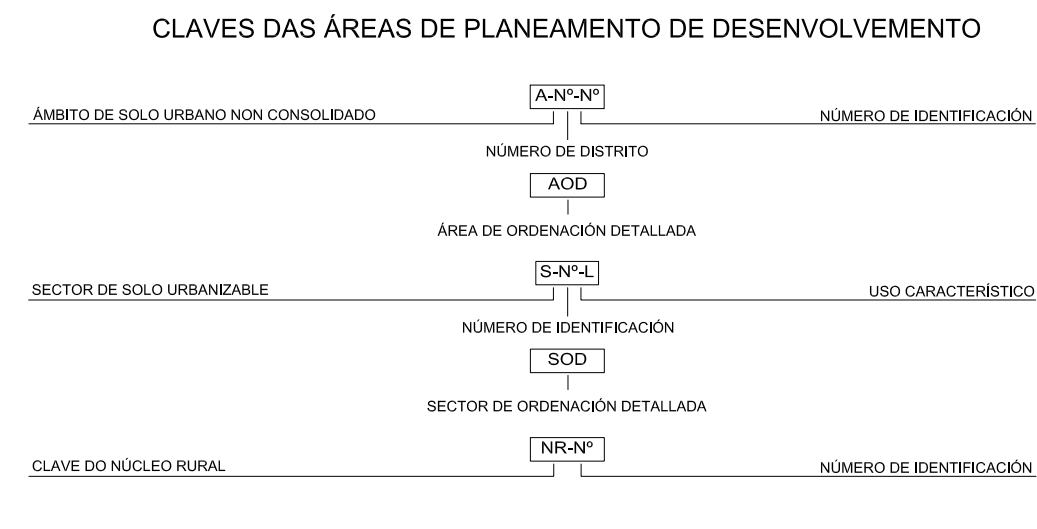 CLAVES DAS ÁREAS DE PLANEAMENTO DE DESENVOLVEMENTO
A-Nº-Nº
ÁMBITO DE SOLO URBANO NON CONSOLIDADO
NÚMERO DE IDENTIFICACIÓN
NÚMERO DE DISTRITO
AOD
ÁREA DE ORDENACIÓN DETALLADA
S-Nº-L
SECTOR DE SOLO URBANIZABLE
USO CARACTERÍSTICO
NÚMERO DE IDENTIFICACIÓN
SOD
SECTOR DE ORDENACIÓN DETALLADA
NR-Nº
CLAVE DO NÚCLEO RURAL
NÚMERO DE IDENTIFICACIÓN